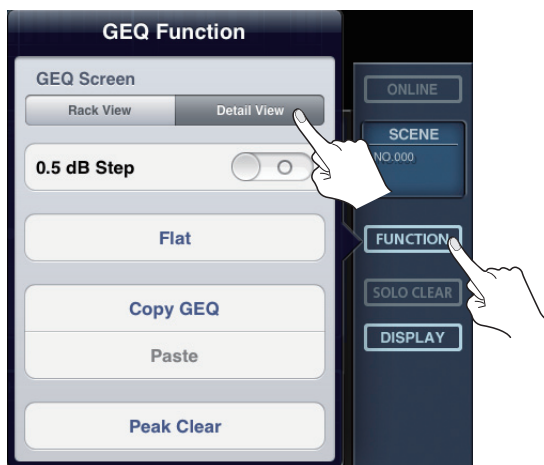 GEQ Function
GEQ Screen
Rack View
Detail View
0.5 dB Step
Flat
Copy GEQ
Paste
Peak Clear
ONLINE
SCENE
NO.000
FUNCTION
SOLO CLEAR
DISPLAY